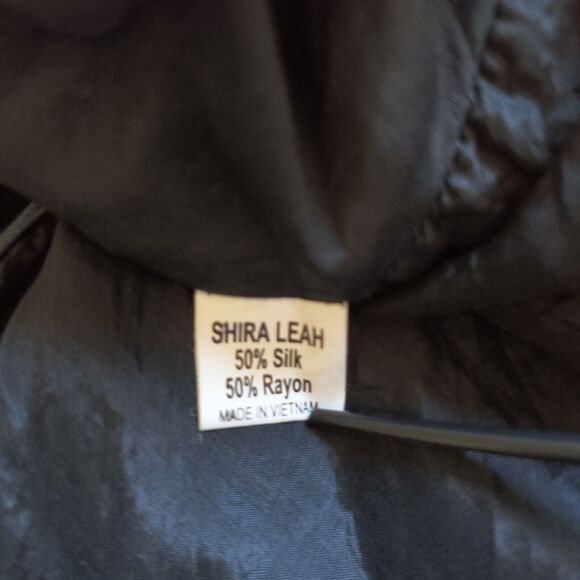 SHIRA LEAH
50% Silk
50% Rayon
MADE IN VIETNAM